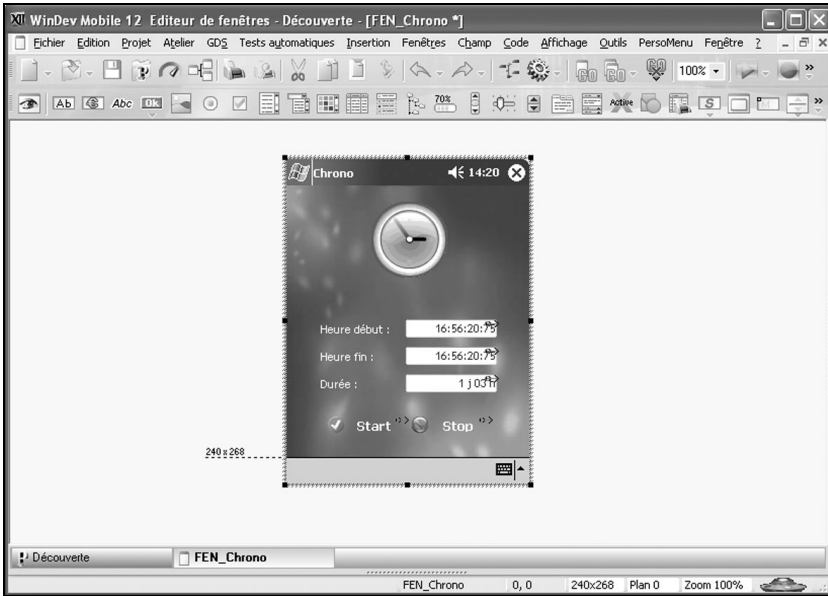 WinDev Mobile 12 Editeur de fenêtres - Découverte - [FEN_Chrono *]
Fichier Edition Projet Atelier GDS Tests automatiques Insertion Fenêtres Champ Code Affichage Outils PersoMenu Fenêtre ?
100%
Ab Abc Ok 70% Active S
Chrono 14:20
Heure début : 16:56:20:75
Heure fin : 16:56:20:75
Durée : 1 j 03 h
Start Stop
240 x 268
Découverte FEN_Chrono
FEN_Chrono 0, 0 240x268 Plan 0 Zoom 100%